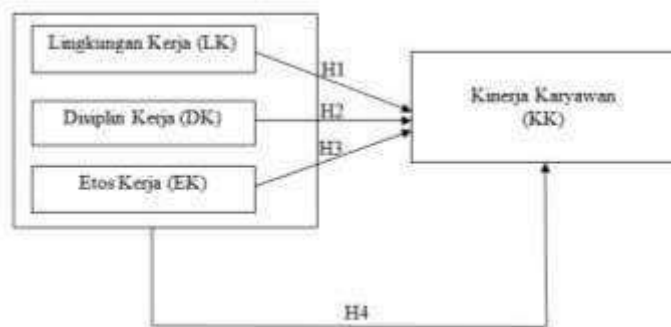 Lingkungan Kerja (LK)
H1
Disiplin Kerja (DK)
H2
Kinerja Karyawan
(KK)
H3
Etos Kerja (EK)
H4